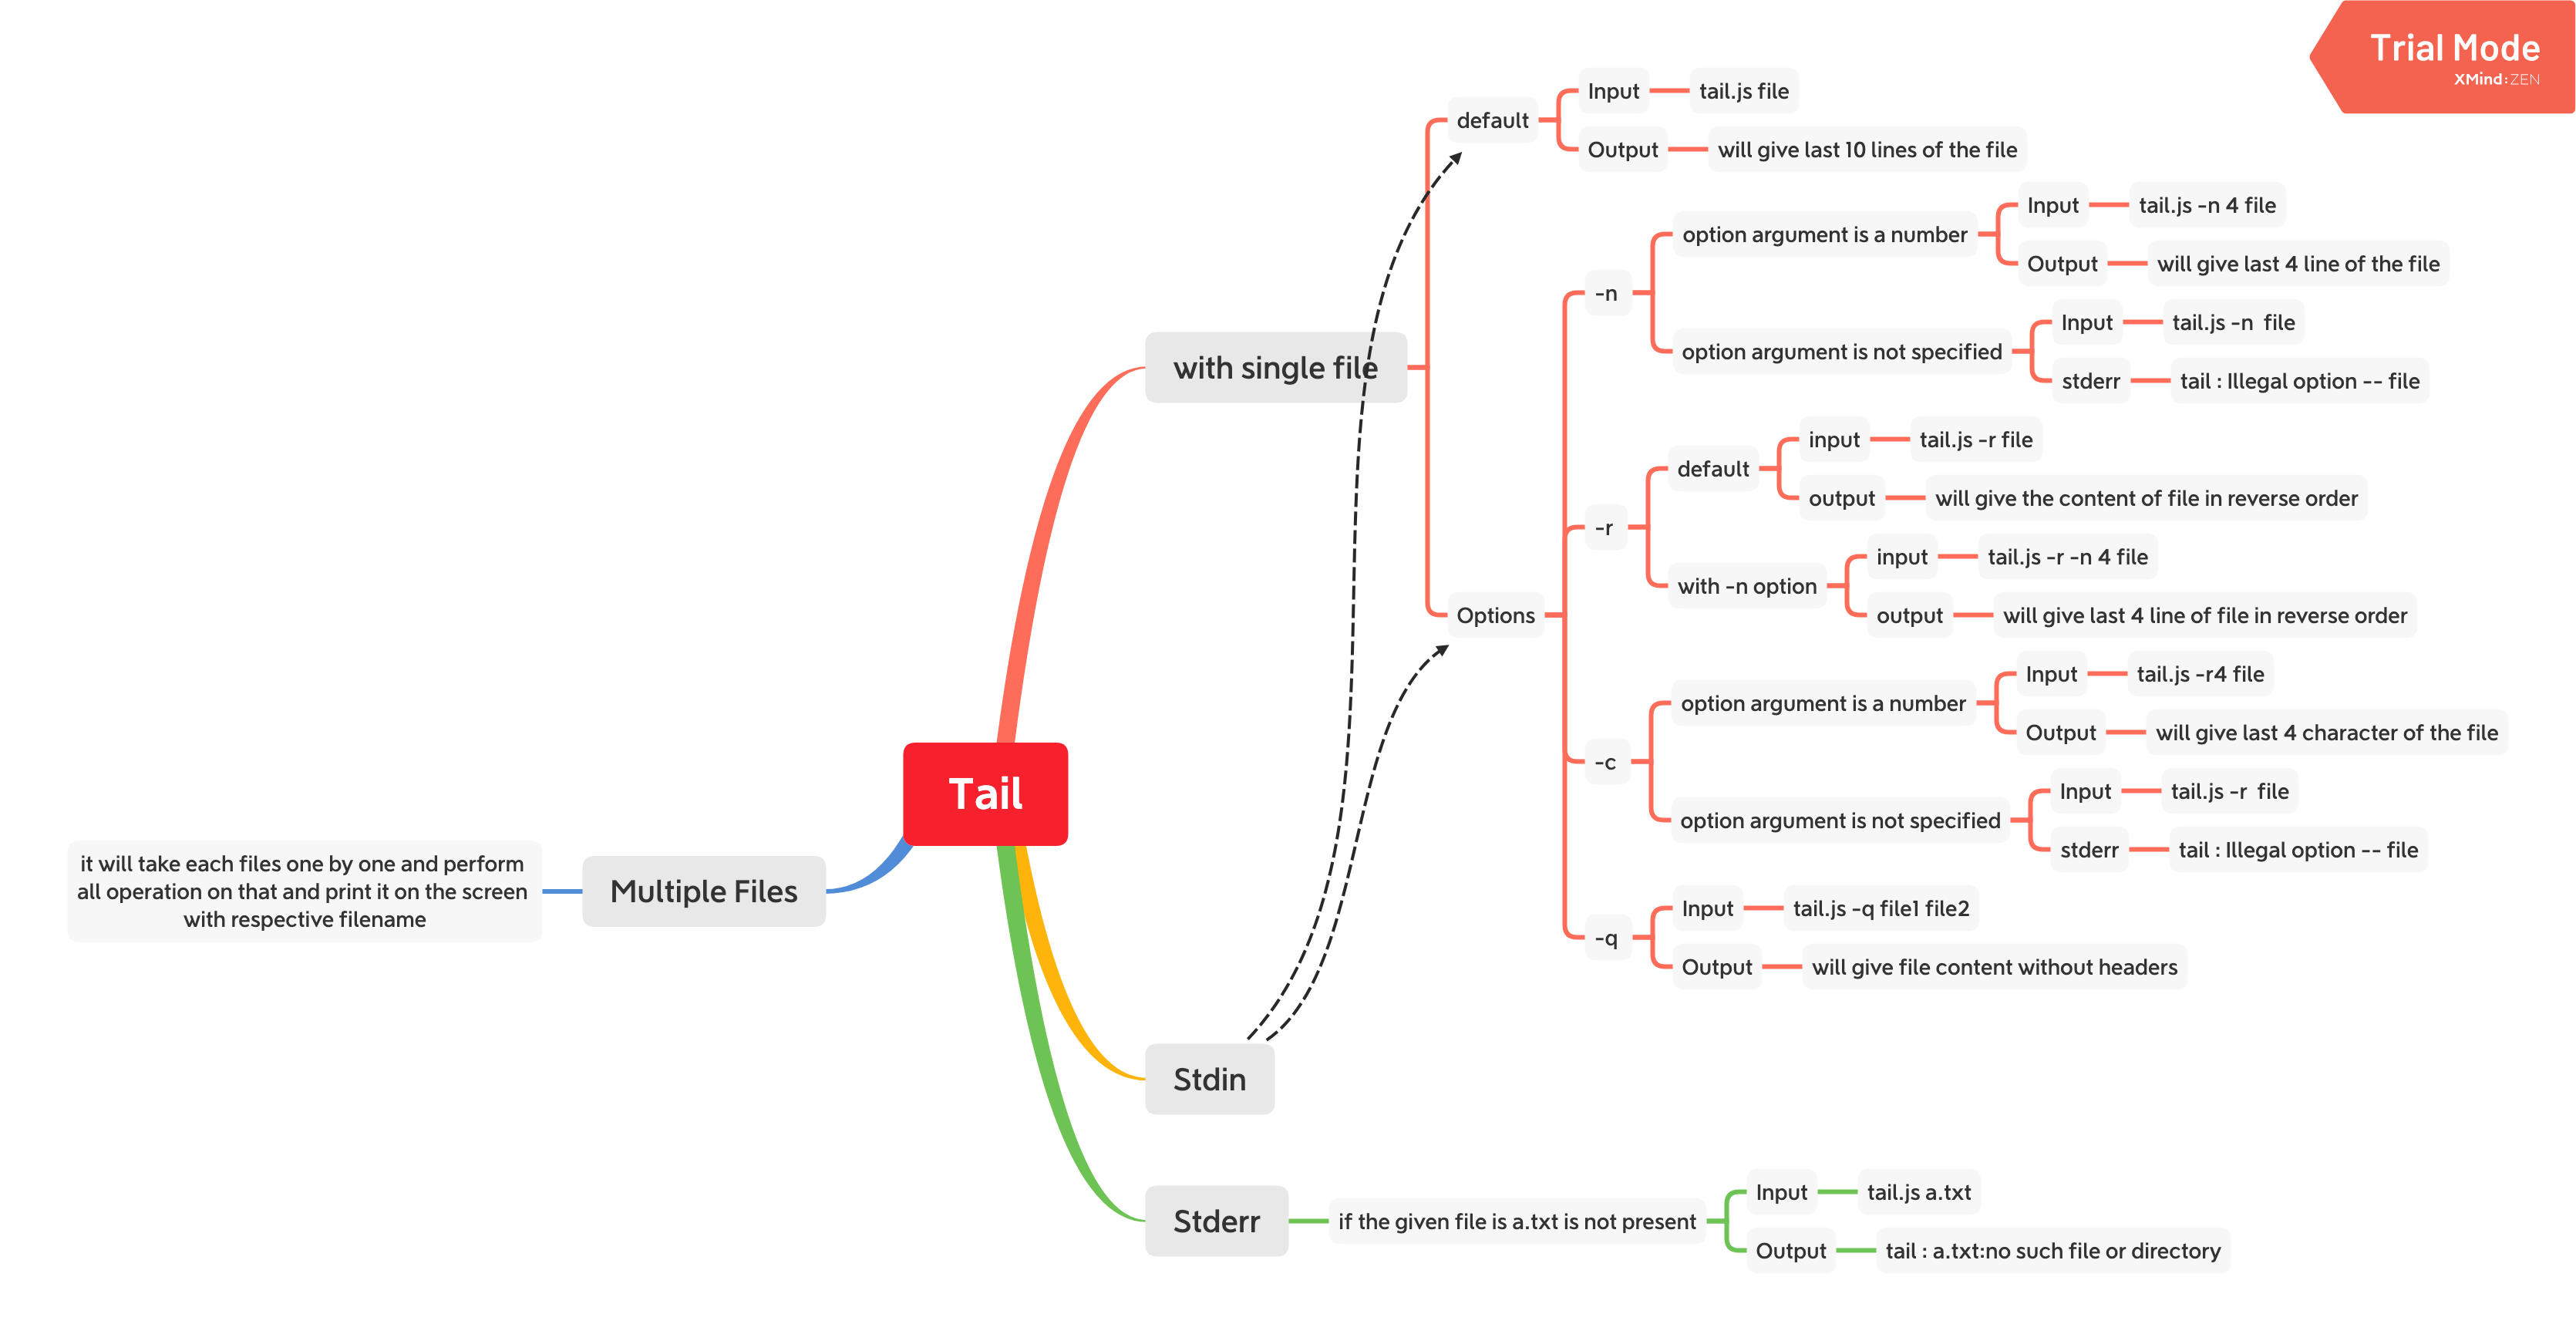 Trial Mode
XMind:ZEN
Tail
with single file
default
Input
tail.js file
Output
will give last 10 lines of the file
Options
-n
option argument is a number
Input
tail.js -n 4 file
Output
will give last 4 line of the file
option argument is not specified
Input
tail.js -n  file
stderr
tail : Illegal option -- file
-r
default
input
tail.js -r file
output
will give the content of file in reverse order
with -n option
input
tail.js -r -n 4 file
output
will give last 4 line of file in reverse order
-c
option argument is a number
Input
tail.js -r4 file
Output
will give last 4 character of the file
option argument is not specified
Input
tail.js -r  file
stderr
tail : Illegal option -- file
-q
Input
tail.js -q file1 file2
Output
will give file content without headers
Multiple Files
it will take each files one by one and perform
all operation on that and print it on the screen
with respective filename
Stdin
Stderr
if the given file is a.txt is not present
Input
tail.js a.txt
Output
tail : a.txt:no such file or directory